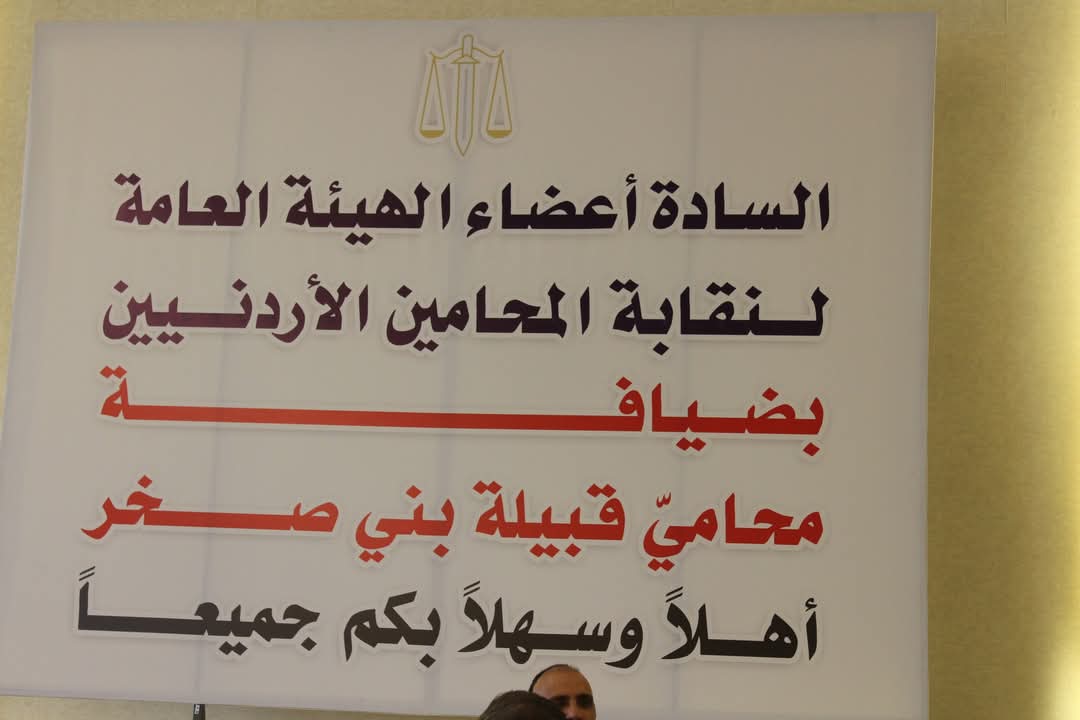 السادة أعضاء الهيئة العامة
لنقابة المحامين الأردنيين
بضيافة
محاميّ قبيلة بني صخر
أهلاً وسهلاً بكم جميعاً